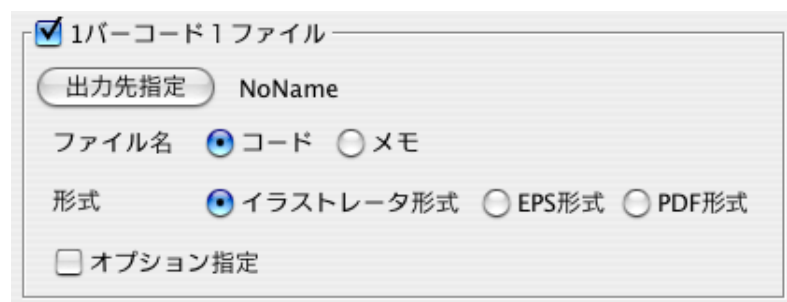 1バーコード1ファイル
出力先指定 NoName
ファイル名 コード メモ
形式 イラストレータ形式 EPS形式 PDF形式
オプション指定